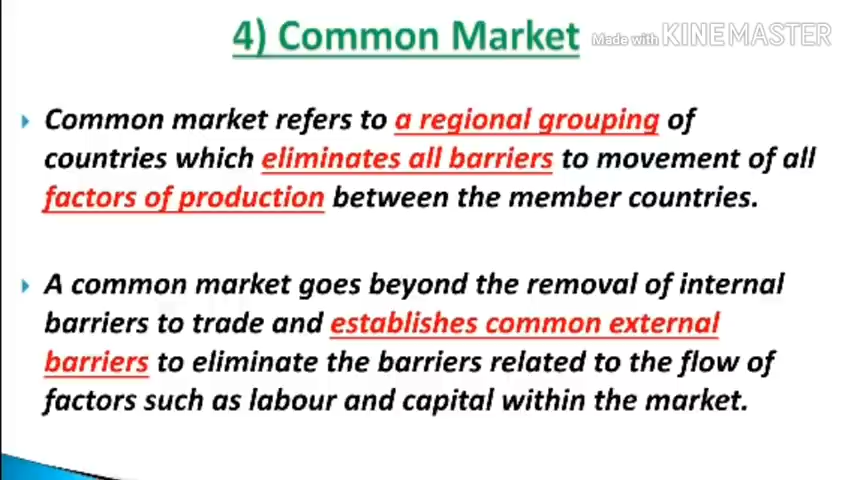 4) Common Market
Made with KINEMASTER
Common market refers to a regional grouping of
countries which eliminates all barriers to movement of all
factors of production between the member countries.
A common market goes beyond the removal of internal
barriers to trade and establishes common external
barriers to eliminate the barriers related to the flow of
factors such as labour and capital within the market.